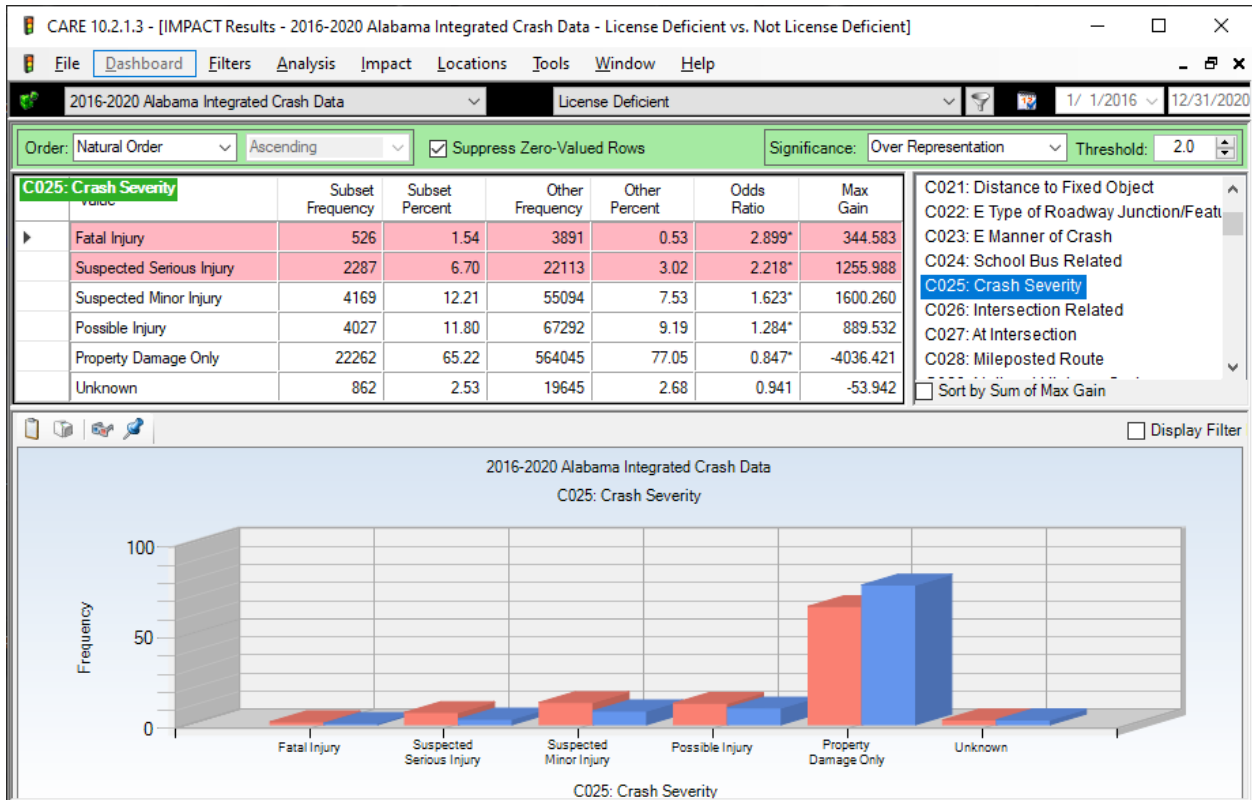 CARE 10.2.1.3 - [IMPACT Results - 2016-2020 Alabama Integrated Crash Data - License Deficient vs. Not License Deficient]
File Dashboard Filters Analysis Impact Locations Tools Window Help
2016-2020 Alabama Integrated Crash Data License Deficient 1/ 1/2016 12/31/2020
Order: Natural Order Ascending Suppress Zero-Valued Rows Significance: Over Representation Threshold: 2.0
C025: Crash Severity Subset Frequency Subset Percent Other Frequency Other Percent Odds Ratio Max Gain
Fatal Injury 526 1.54 3891 0.53 2.899* 344.583
Suspected Serious Injury 2287 6.70 22113 3.02 2.218* 1255.988
Suspected Minor Injury 4169 12.21 55094 7.53 1.623* 1600.260
Possible Injury 4027 11.80 67292 9.19 1.284* 889.532
Property Damage Only 22262 65.22 564045 77.05 0.847* -4036.421
Unknown 862 2.53 19645 2.68 0.941 -53.942
C021: Distance to Fixed Object
C022: E Type of Roadway Junction/Featu
C023: E Manner of Crash
C024: School Bus Related
C025: Crash Severity
C026: Intersection Related
C027: At Intersection
C028: Mileposted Route
Sort by Sum of Max Gain
Display Filter
2016-2020 Alabama Integrated Crash Data
C025: Crash Severity
100
50
0
Frequency
Fatal Injury
Suspected Serious Injury
Suspected Minor Injury
Possible Injury
Property Damage Only
Unknown
C025: Crash Severity